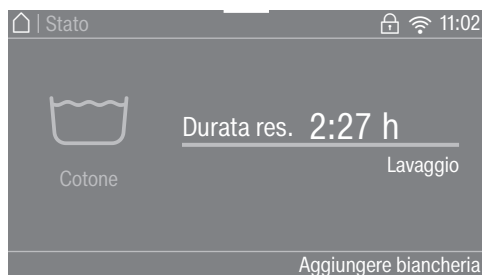 | Stato 11:02
Durata res. 2:27 h
Lavaggio
Cotone
Aggiungere biancheria